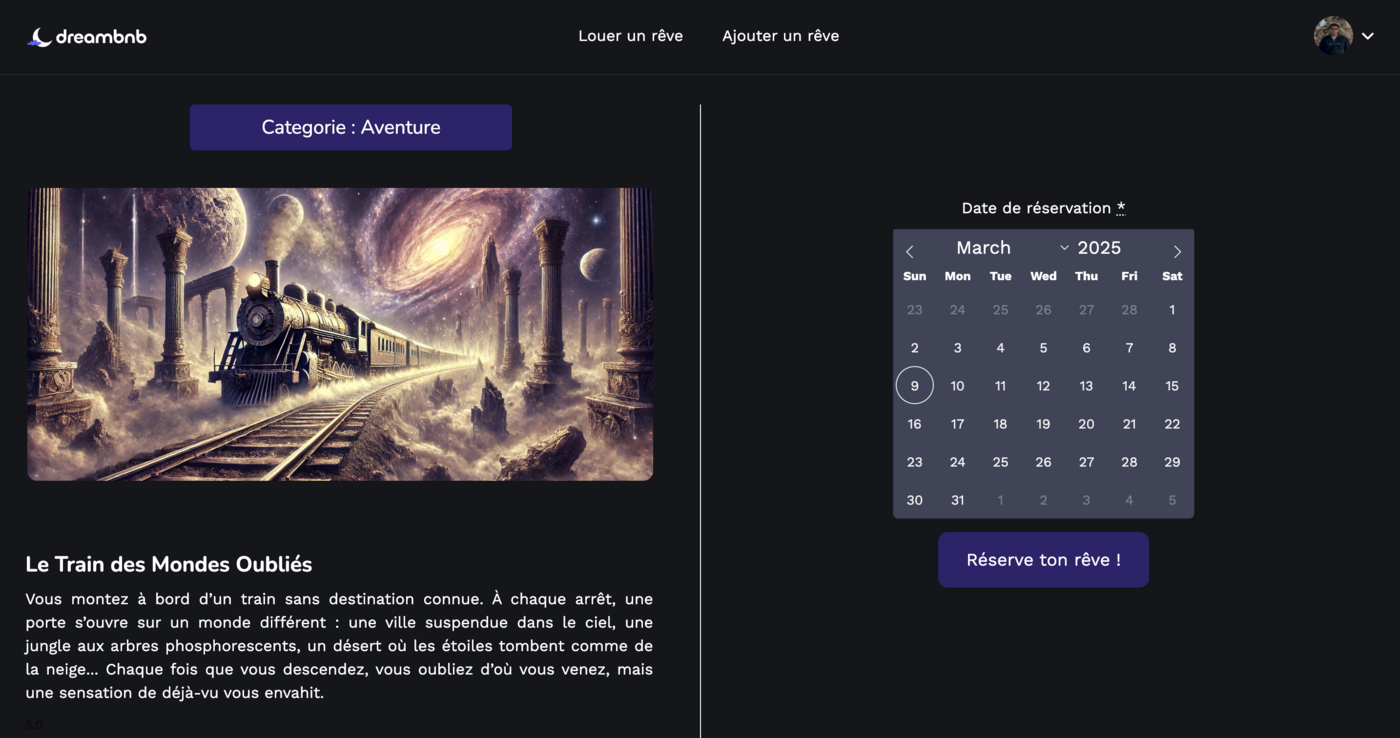 dreambnb
Louer un rêve
Ajouter un rêve
Categorie : Aventure
Le Train des Mondes Oubliés
Vous montez à bord d’un train sans destination connue. À chaque arrêt, une
porte s’ouvre sur un monde différent : une ville suspendue dans le ciel, une
jungle aux arbres phosphorescents, un désert où les étoiles tombent comme de
la neige... Chaque fois que vous descendez, vous oubliez d’où vous venez, mais
une sensation de déjà-vu vous envahit.
5.0
Date de réservation *
March 2025
Sun Mon Tue Wed Thu Fri Sat
23 24 25 26 27 28 1
2 3 4 5 6 7 8
9 10 11 12 13 14 15
16 17 18 19 20 21 22
23 24 25 26 27 28 29
30 31 1 2 3 4 5
Réserve ton rêve !